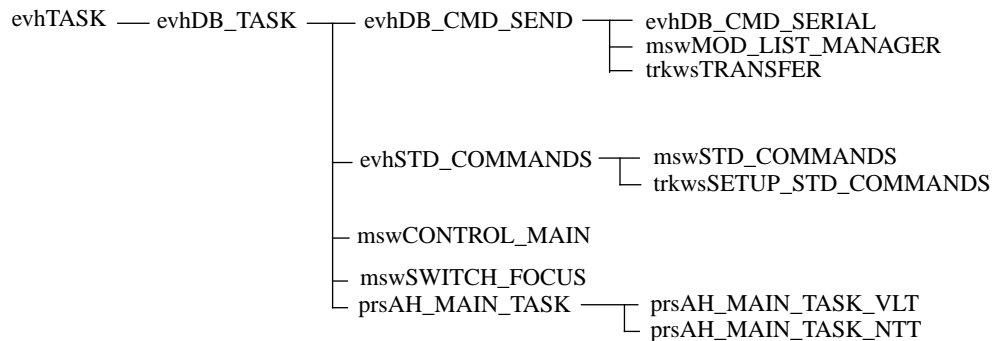 evhTASK evhDB_TASK evhDB_CMD_SEND evhDB_CMD_SERIAL
mswMOD_LIST_MANAGER
trkwsTRANSFER
evhSTD_COMMANDS mswSTD_COMMANDS
trkwsSETUP_STD_COMMANDS
mswCONTROL_MAIN
mswSWITCH_FOCUS
prsAH_MAIN_TASK prsAH_MAIN_TASK_VLT
prsAH_MAIN_TASK_NTT